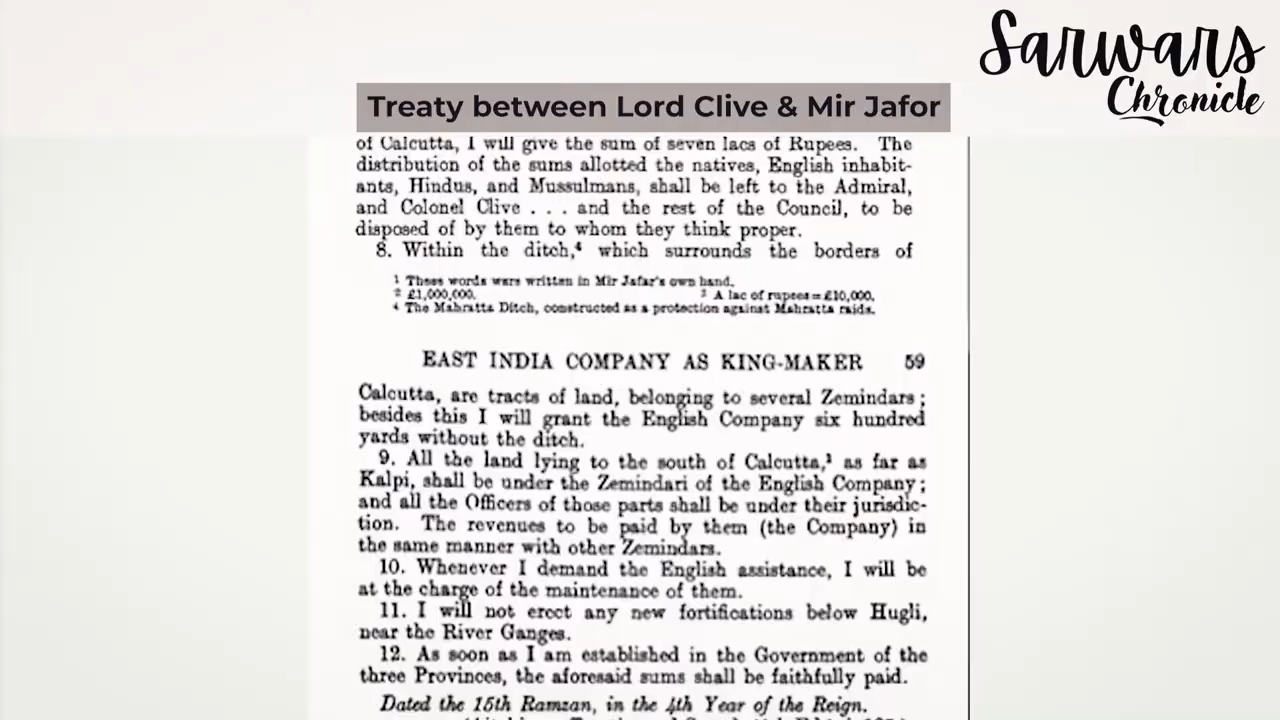 Sarwars
Chronicle
Treaty between Lord Clive & Mir Jafor
of Calcutta, I will give the sum of seven lacs of Rupees. The
distribution of the sums allotted the natives, English inhabit-
ants, Hindus, and Mussulmans, shall be left to the Admiral,
and Colonel Clive . . . and the rest of the Council, to be
disposed of by them to whom they think proper.
8. Within the ditch,⁴ which surrounds the borders of
¹ These words were written in Mir Jafar's own hand.
² £1,000,000. ³ A lac of rupees = £10,000.
⁴ The Mahratta Ditch, constructed as a protection against Mahratta raids.
EAST INDIA COMPANY AS KING-MAKER 59
Calcutta, are tracts of land, belonging to several Zemindars;
besides this I will grant the English Company six hundred
yards without the ditch.
9. All the land lying to the south of Calcutta,¹ as far as
Kalpi, shall be under the Zemindari of the English Company;
and all the Officers of those parts shall be under their jurisdic-
tion. The revenues to be paid by them (the Company) in
the same manner with other Zemindars.
10. Whenever I demand the English assistance, I will be
at the charge of the maintenance of them.
11. I will not erect any new fortifications below Hugli,
near the River Ganges.
12. As soon as I am established in the Government of the
three Provinces, the aforesaid sums shall be faithfully paid.
Dated the 15th Ramzan, in the 4th Year of the Reign.